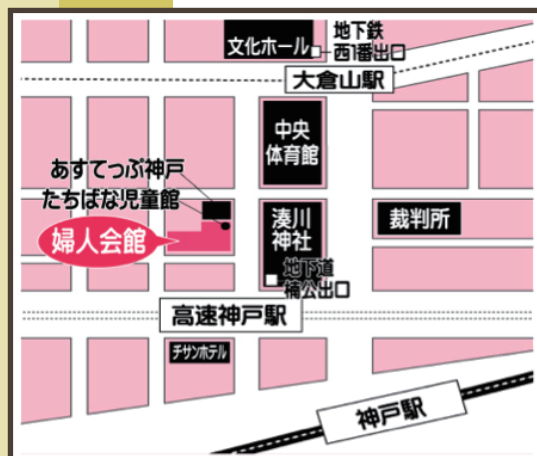 文化ホール
地下鉄
西1番出口
大倉山駅
中央
体育館
あすてっぷ神戸
たちばな児童館
婦人会館
湊川
神社
裁判所
地下道
楠公出口
高速神戸駅
チサンホテル
神戸駅